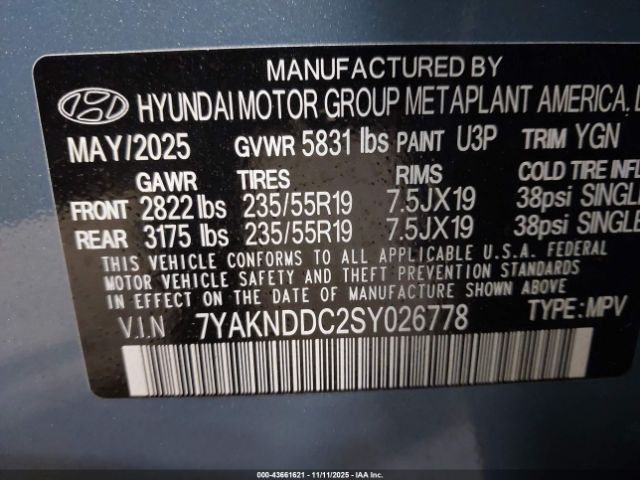 MANUFACTURED BY
HYUNDAI MOTOR GROUP METAPLANT AMERICA.
MAY/2025 GVWR 5831 lbs PAINT U3P TRIM YGN
GAWR TIRES RIMS COLD TIRE INFL
FRONT 2822 lbs 235/55R19 7.5JX19 38psi SINGLE
REAR 3175 lbs 235/55R19 7.5JX19 38psi SINGLE
THIS VEHICLE CONFORMS TO ALL APPLICABLE U.S.A. FEDERAL
MOTOR VEHICLE SAFETY AND THEFT PREVENTION STANDARDS
IN EFFECT ON THE DATE OF MANUFACTURE SHOWN ABOVE.
V.I.N 7YAKNDDC2SY026778 TYPE: MPV
000-43661621 - 11/11/2025 - IAAI.CA